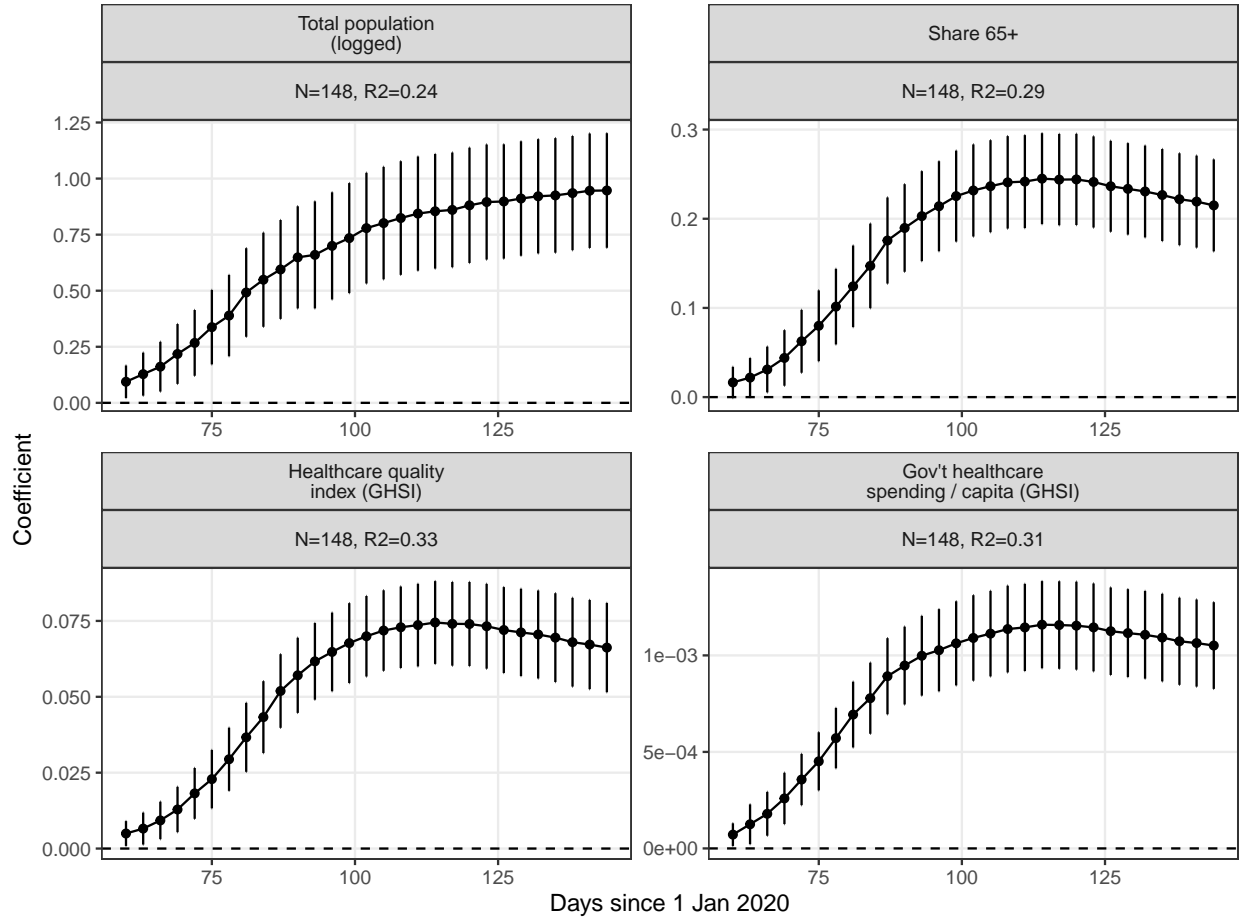 Total population
(logged)
N=148, R2=0.24
1.25
1.00
0.75
0.50
0.25
0.00
75 100 125
Share 65+
N=148, R2=0.29
0.3
0.2
0.1
0.0
75 100 125
Healthcare quality
index (GHSI)
N=148, R2=0.33
0.075
0.050
0.025
0.000
75 100 125
Gov't healthcare
spending / capita (GHSI)
N=148, R2=0.31
1e−03
5e−04
0e+00
75 100 125
Coefficient
Days since 1 Jan 2020